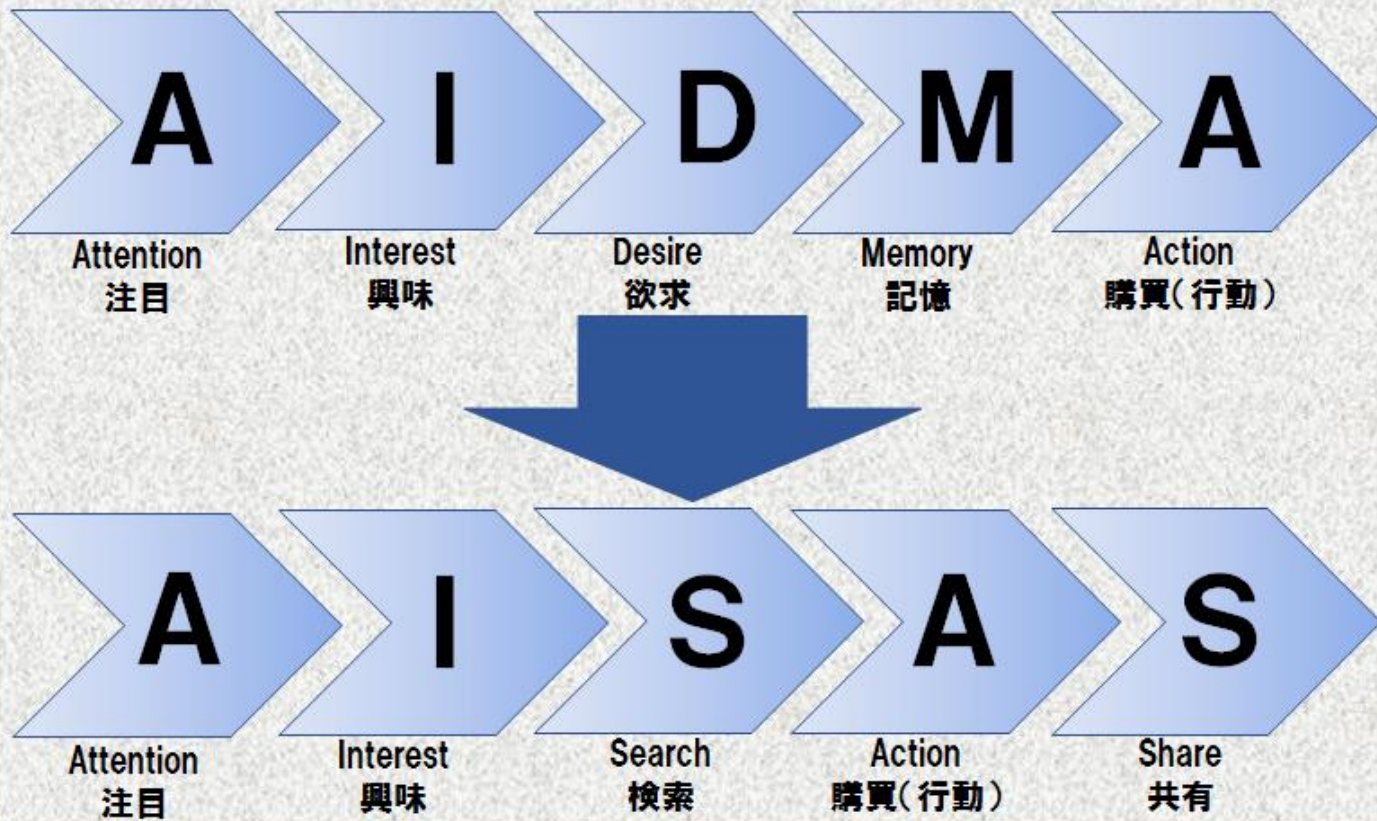 A I D M A
Attention Interest Desire Memory Action
注目 興味 欲求 記憶 購買(行動)
A I S A S
Attention Interest Search Action Share
注目 興味 検索 購買(行動) 共有